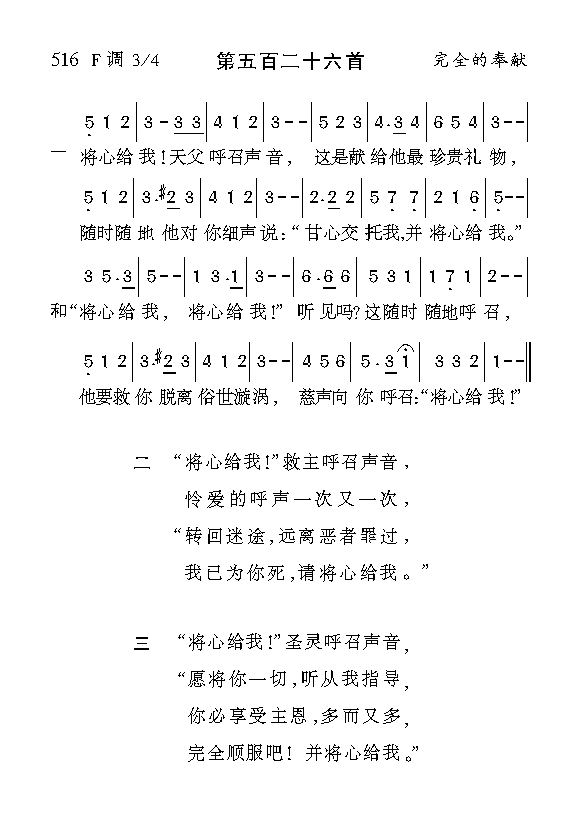 516 F 调 3/4 第五百二十六首 完全的奉献
5 1 2|3 - 3 3|4 1 2|3 - -|5 2 3|4 . 3 4|6 5 4|3 - -|
一 将心给我!天父呼召声音， 这是献给他最珍贵礼物，
5 1 2|3 . #2 3|4 1 2|3 - -|2 . 2 2|5 7 7|2 1 6|5 - -|
随时随地他对你细声说：“甘心交托我,并将心给我。”
3 5 . 3|5 - -|1 3 . 1|3 - -|6 . 6 6|5 3 1|1 7 1|2 - -|
和“将心给我， 将心给我!” 听见吗?这随时随地呼召，
5 1 2|3 . #2 3|4 1 2|3 - -|4 5 6|5 . 3 1|3 3 2|1 - -‖
他要救你脱离俗世漩涡， 慈声向你呼召：“将心给我!”
二 “将心给我!”救主呼召声音，
怜爱的呼声一次又一次，
“转回迷途,远离恶者罪过，
我已为你死,请将心给我。”
三 “将心给我!”圣灵呼召声音，
“愿将你一切,听从我指导，
你必享受主恩,多而又多，
完全顺服吧! 并将心给我。”